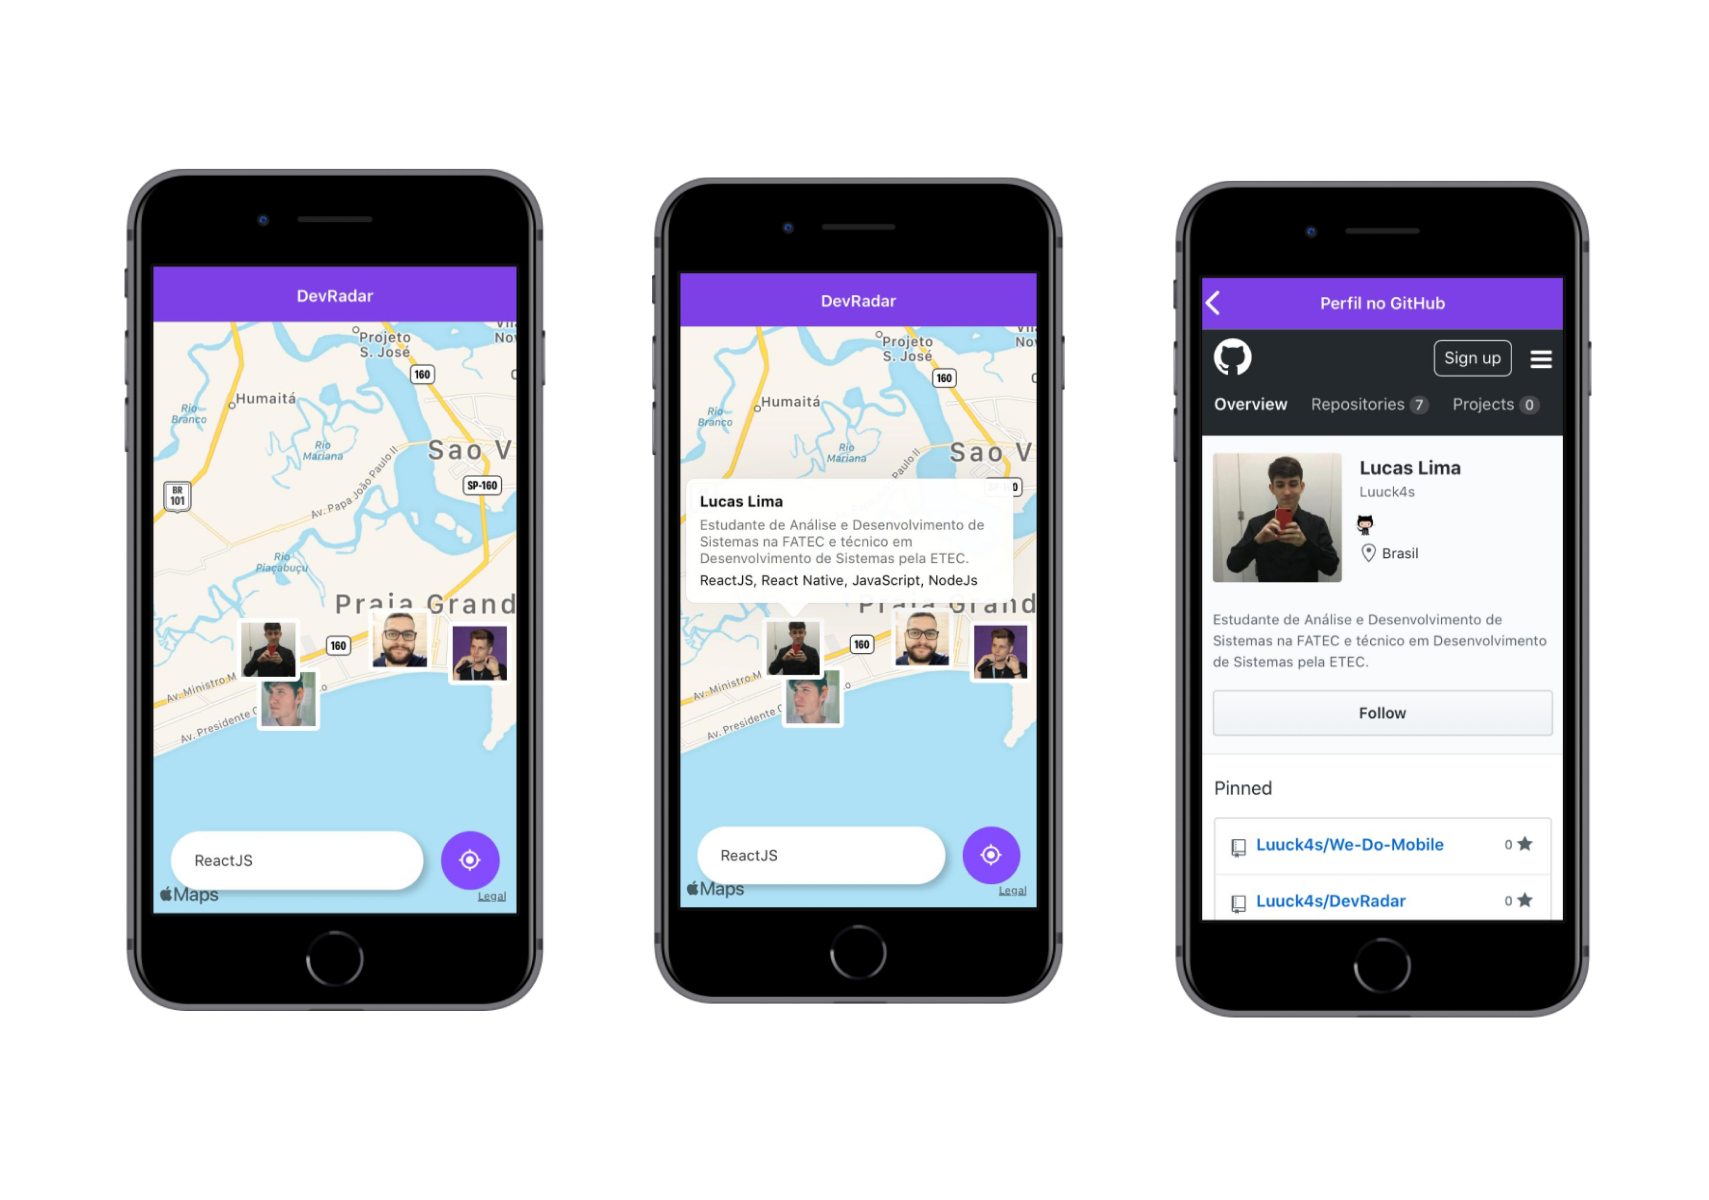 DevRadar
Projeto
S. José
160
Humaitá
Rio
Branco
Rio
Mariana
Sao V
BR
101
SP-160
Av. Papa João Paulo II
Rio
Piaçabuçu
Praia Grand
160
Av. Ministro M
Av. Presidente
ReactJS
Maps
Legal
DevRadar
Projeto
S. José
160
Humaitá
Rio
Branco
Rio
Mariana
Paulo II
Sao V
Lucas Lima
Estudante de Análise e Desenvolvimento de
Sistemas na FATEC e técnico em
Desenvolvimento de Sistemas pela ETEC.
ReactJS, React Native, JavaScript, NodeJs
Praia Grand
160
Av. Ministro M
Av. Presidente
ReactJS
Maps
Legal
Perfil no GitHub
Sign up
Overview Repositories 7 Projects 0
Lucas Lima
Luuck4s
Brasil
Estudante de Análise e Desenvolvimento de
Sistemas na FATEC e técnico em Desenvolvimento
de Sistemas pela ETEC.
Follow
Pinned
Luuck4s/We-Do-Mobile 0
Luuck4s/DevRadar 0